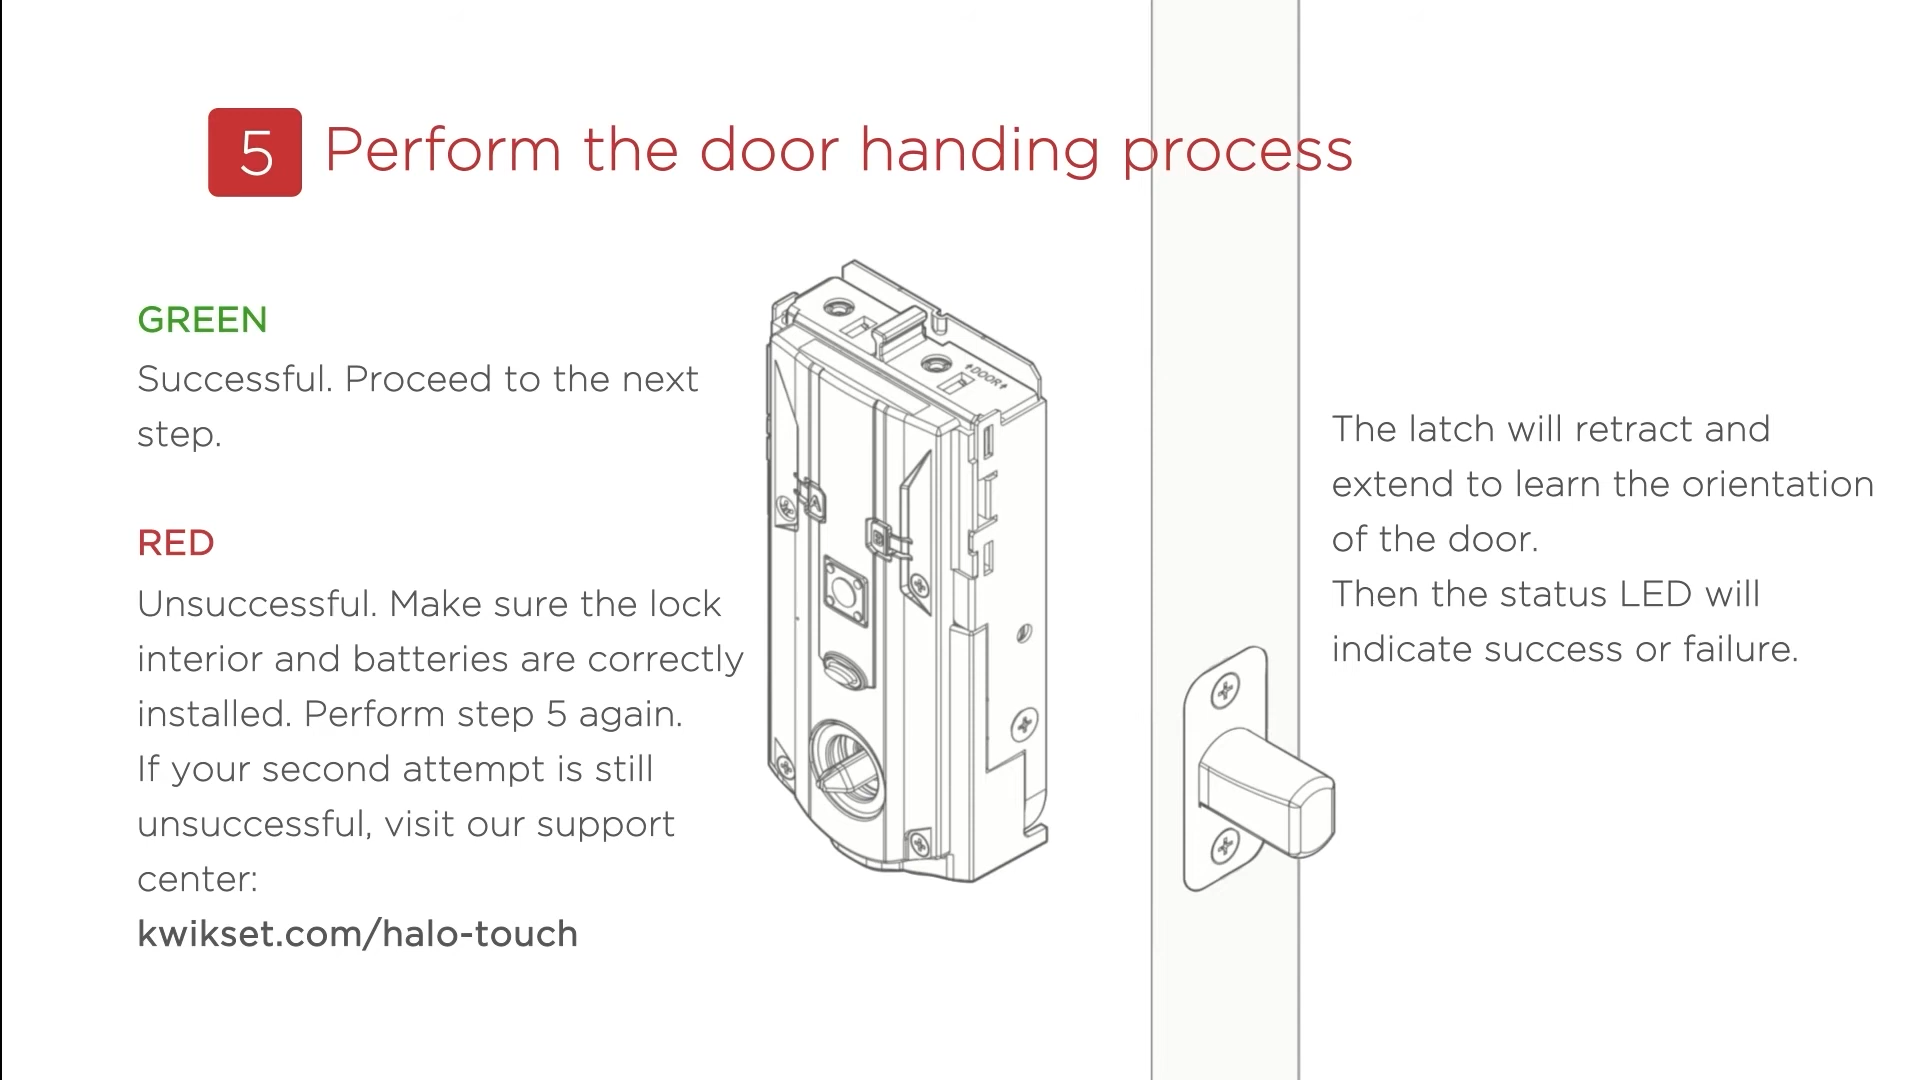 5 Perform the door handing process
GREEN
Successful. Proceed to the next
step.
RED
Unsuccessful. Make sure the lock
interior and batteries are correctly
installed. Perform step 5 again.
If your second attempt is still
unsuccessful, visit our support
center:
kwikset.com/halo-touch
DOOR
A
B
The latch will retract and
extend to learn the orientation
of the door.
Then the status LED will
indicate success or failure.